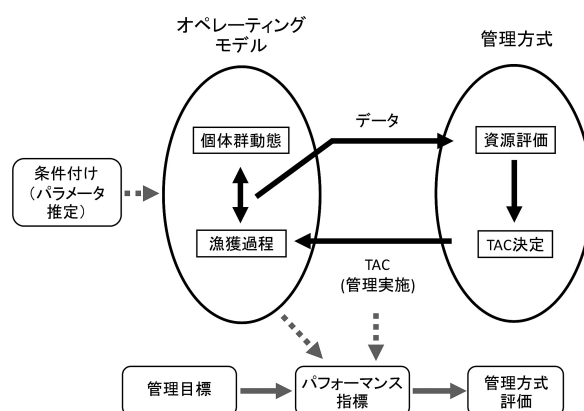 オペレーティング
モデル
管理方式
データ
個体群動態
資源評価
条件付け
（パラメータ
推定）
漁獲過程
TAC決定
TAC
(管理実施)
管理目標
パフォーマンス
指標
管理方式
評価